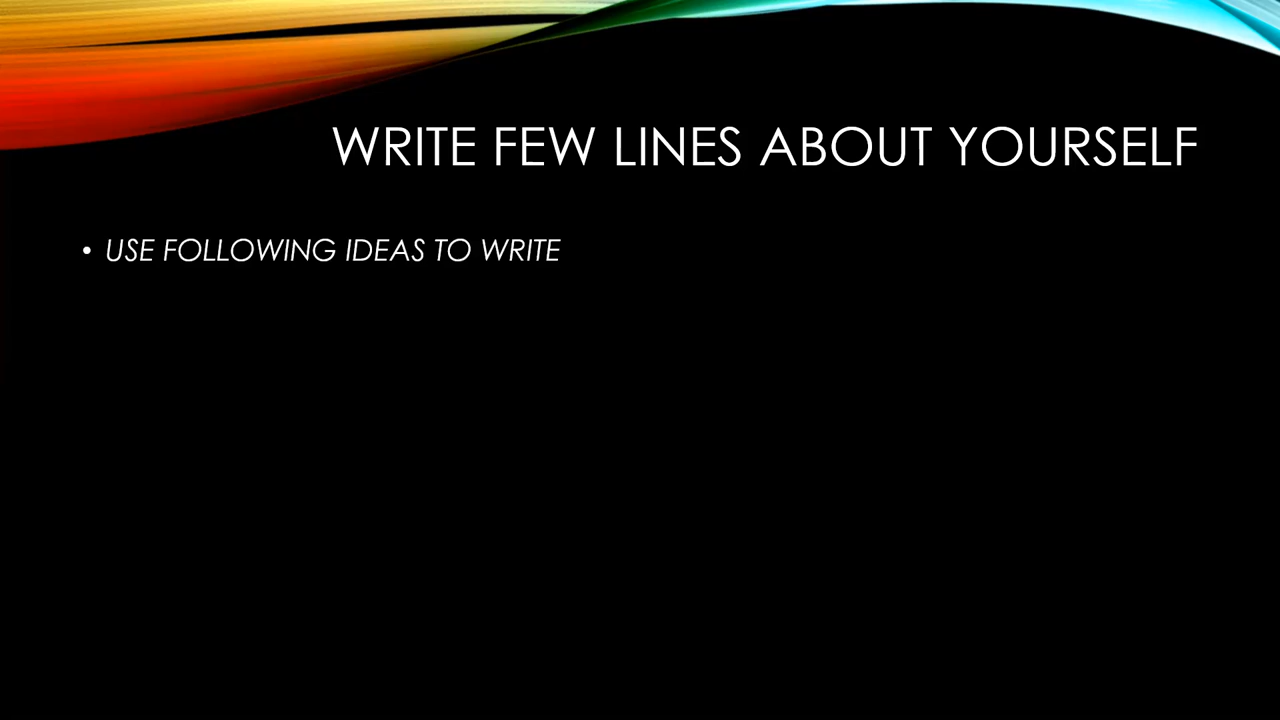 WRITE FEW LINES ABOUT YOURSELF
• USE FOLLOWING IDEAS TO WRITE